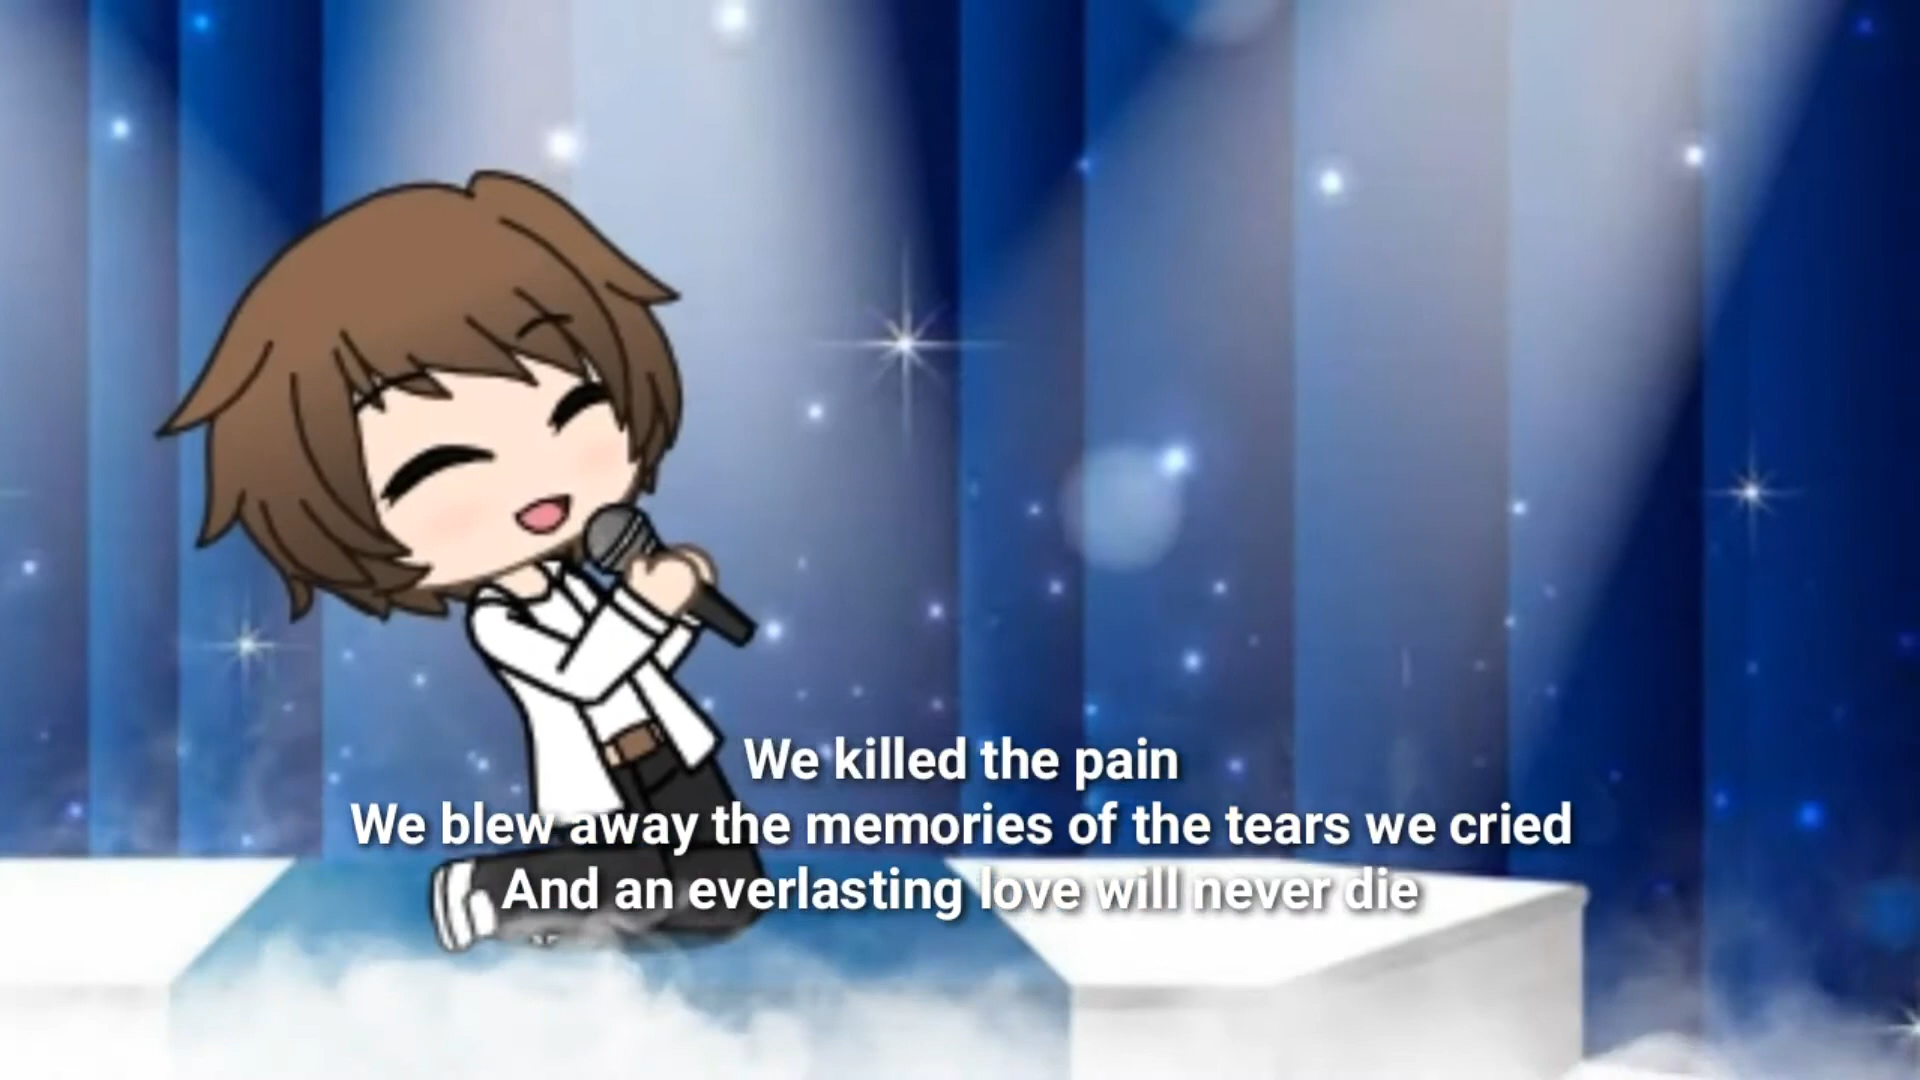 We killed the pain
We blew away the memories of the tears we cried
And an everlasting love will never die